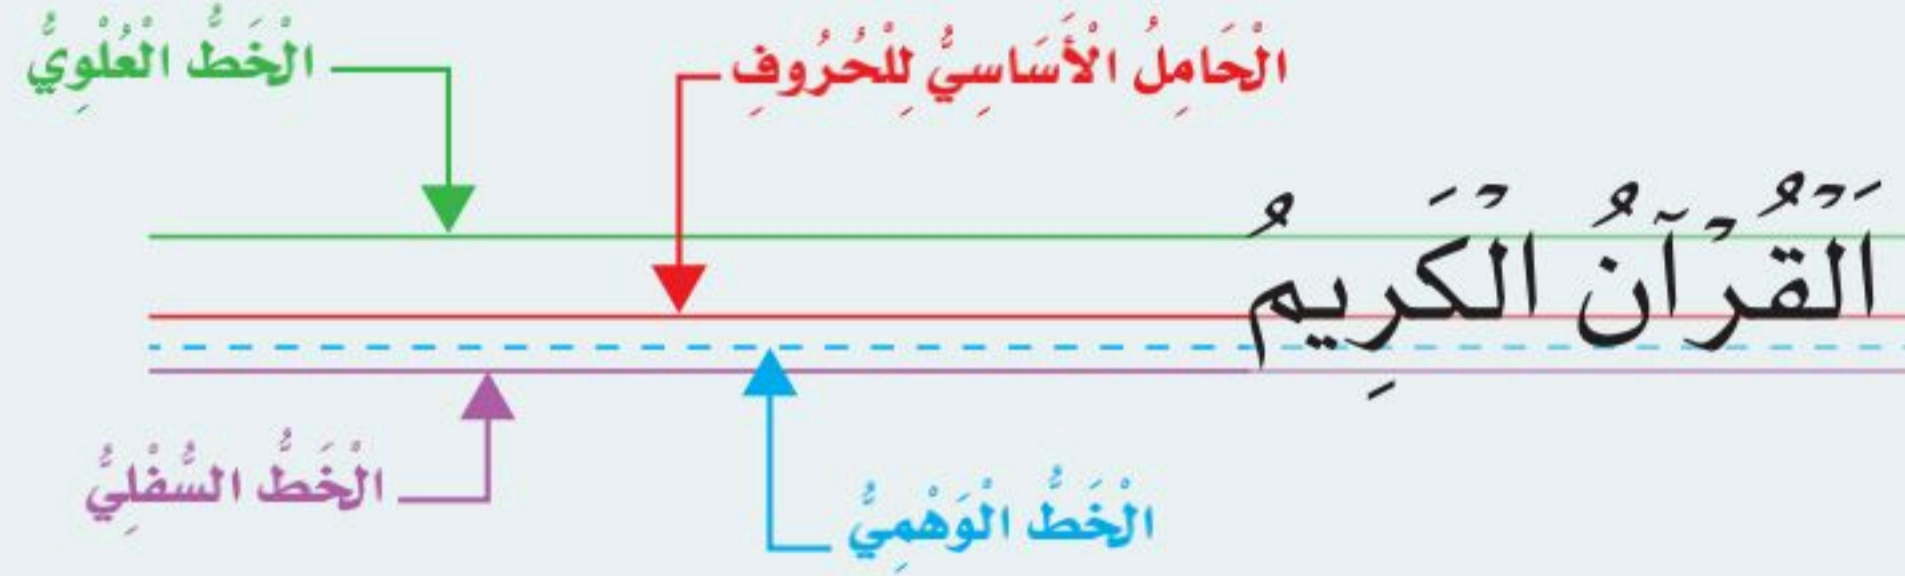 الْحَامِلُ الْأَسَاسِيُّ لِلْحُرُوفِ
الْخَطُّ الْعُلْوِيُّ
اَلْقُرْآنُ الْكَرِيمُ
الْخَطُّ الْوَهْمِيُّ
الْخَطُّ السُّفْلِيُّ